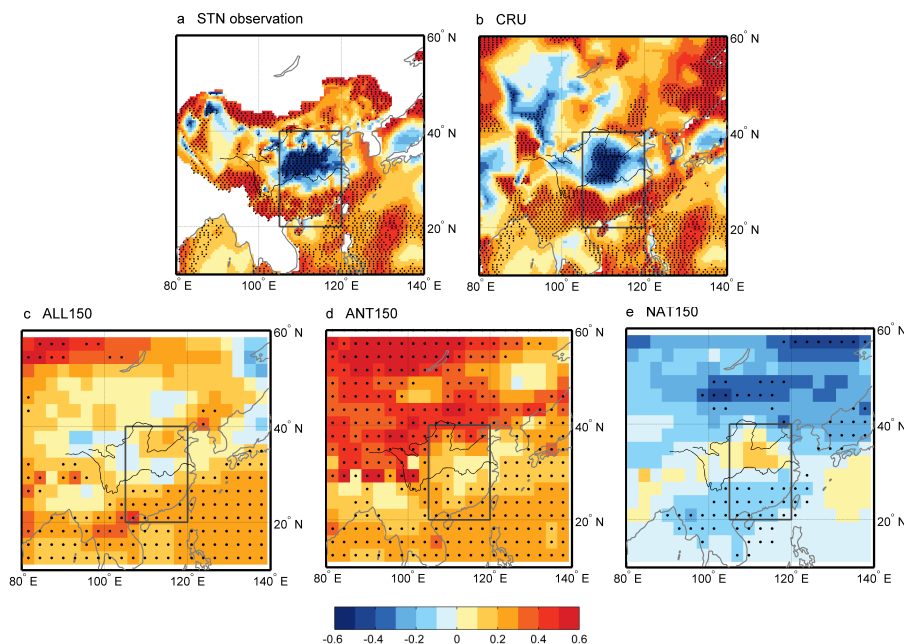 a STN observation
b CRU
60° N
60° N
40° N
40° N
20° N
20° N
80° E 100° E 120° E 140° E
80° E 100° E 120° E 140° E
c ALL150
d ANT150
e NAT150
60° N
60° N
60° N
40° N
40° N
40° N
20° N
20° N
20° N
80° E 100° E 120° E 140° E
80° E 100° E 120° E 140° E
80° E 100° E 120° E 140° E
-0.6 -0.4 -0.2 0 0.2 0.4 0.6